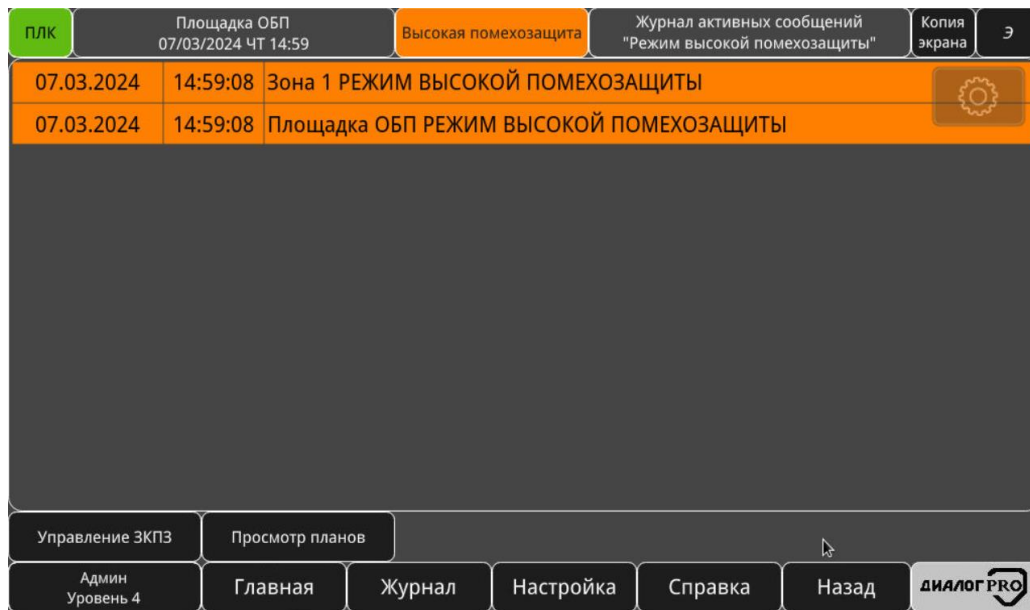 ПЛК
Площадка ОБП
07/03/2024 ЧТ 14:59
Высокая помехозащита
Журнал активных сообщений
"Режим высокой помехозащиты"
Копия
экрана
Э
07.03.2024 14:59:08 Зона 1 РЕЖИМ ВЫСОКОЙ ПОМЕХОЗАЩИТЫ
07.03.2024 14:59:08 Площадка ОБП РЕЖИМ ВЫСОКОЙ ПОМЕХОЗАЩИТЫ
Управление ЗКПЗ
Просмотр планов
Админ
Уровень 4
Главная
Журнал
Настройка
Справка
Назад
ДИАЛОГ PRO